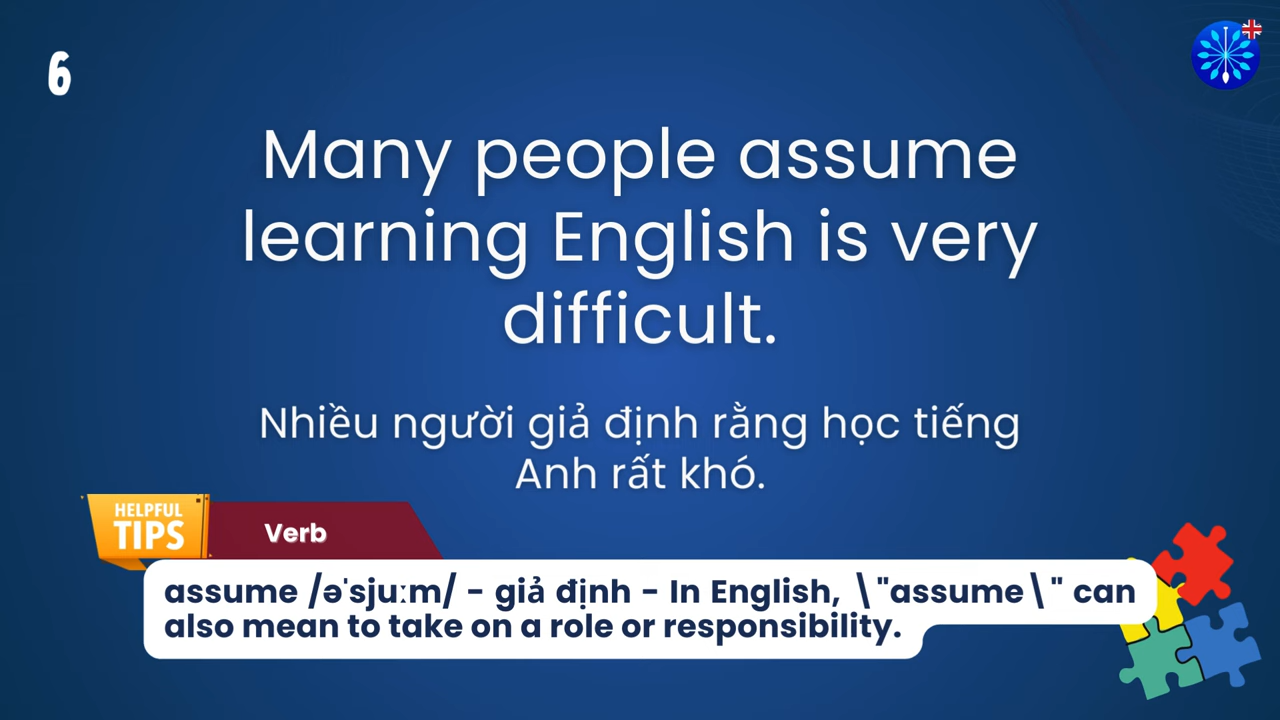 6
Many people assume
learning English is very
difficult.
Nhiều người giả định rằng học tiếng
Anh rất khó.
HELPFUL
TIPS
Verb
assume /əˈsjuːm/ - giả định - In English, \"assume\" can
also mean to take on a role or responsibility.